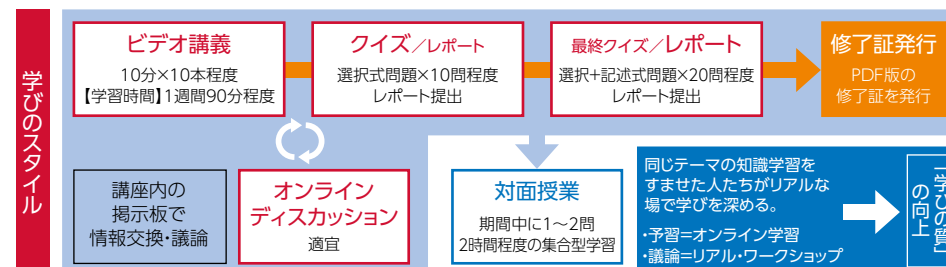 学びのスタイル
ビデオ講義
10分×10本程度
【学習時間】1週間90分程度
クイズ／レポート
選択式問題×10問程度
レポート提出
最終クイズ／レポート
選択+記述式問題×20問程度
レポート提出
修了証発行
PDF版の
修了証を発行
講座内の
掲示板で
情報交換・議論
オンライン
ディスカッション
適宜
対面授業
期間中に1〜2問
2時間程度の集合型学習
同じテーマの知識学習を
すませた人たちがリアルな
場で学びを深める。
・予習=オンライン学習
・議論=リアル・ワークショップ
「学びの質」
の向上